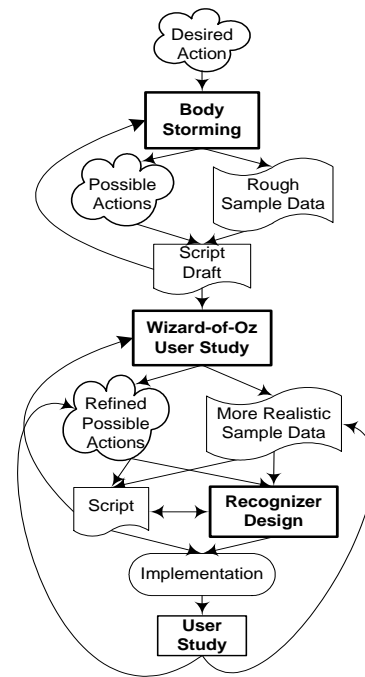 Desired
Action
Body
Storming
Possible
Actions
Rough
Sample Data
Script
Draft
Wizard-of-Oz
User Study
Refined
Possible
Actions
More Realistic
Sample Data
Script
Recognizer
Design
Implementation
User
Study